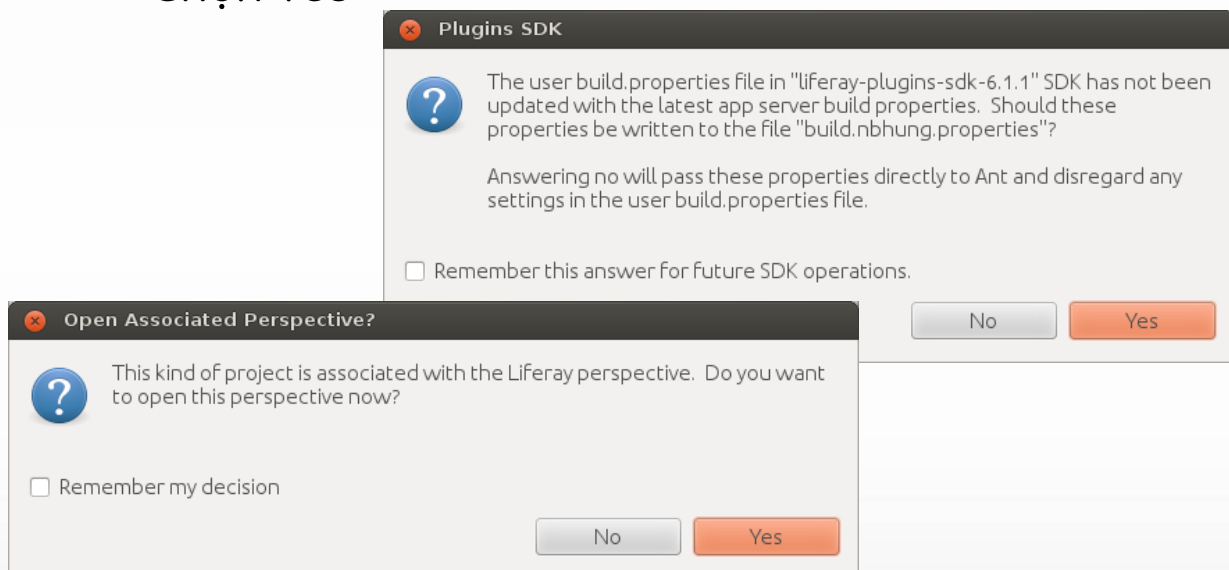 Chọn Yes
Plugins SDK
The user build.properties file in "liferay-plugins-sdk-6.1.1" SDK has not been
updated with the latest app server build properties.  Should these
properties be written to the file "build.nbhung.properties"?
Answering no will pass these properties directly to Ant and disregard any
settings in the user build.properties file.
Remember this answer for future SDK operations.
No
Yes
Open Associated Perspective?
This kind of project is associated with the Liferay perspective.  Do you want
to open this perspective now?
Remember my decision
No
Yes